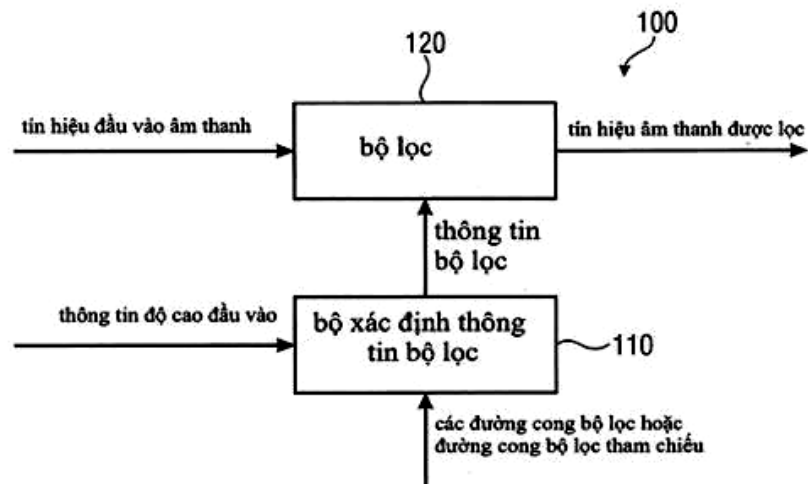 120
100
tín hiệu đầu vào âm thanh
bộ lọc
tín hiệu âm thanh được lọc
thông tin
bộ lọc
thông tin độ cao đầu vào
bộ xác định thông
tin bộ lọc
110
các đường cong bộ lọc hoặc
đường cong bộ lọc tham chiếu